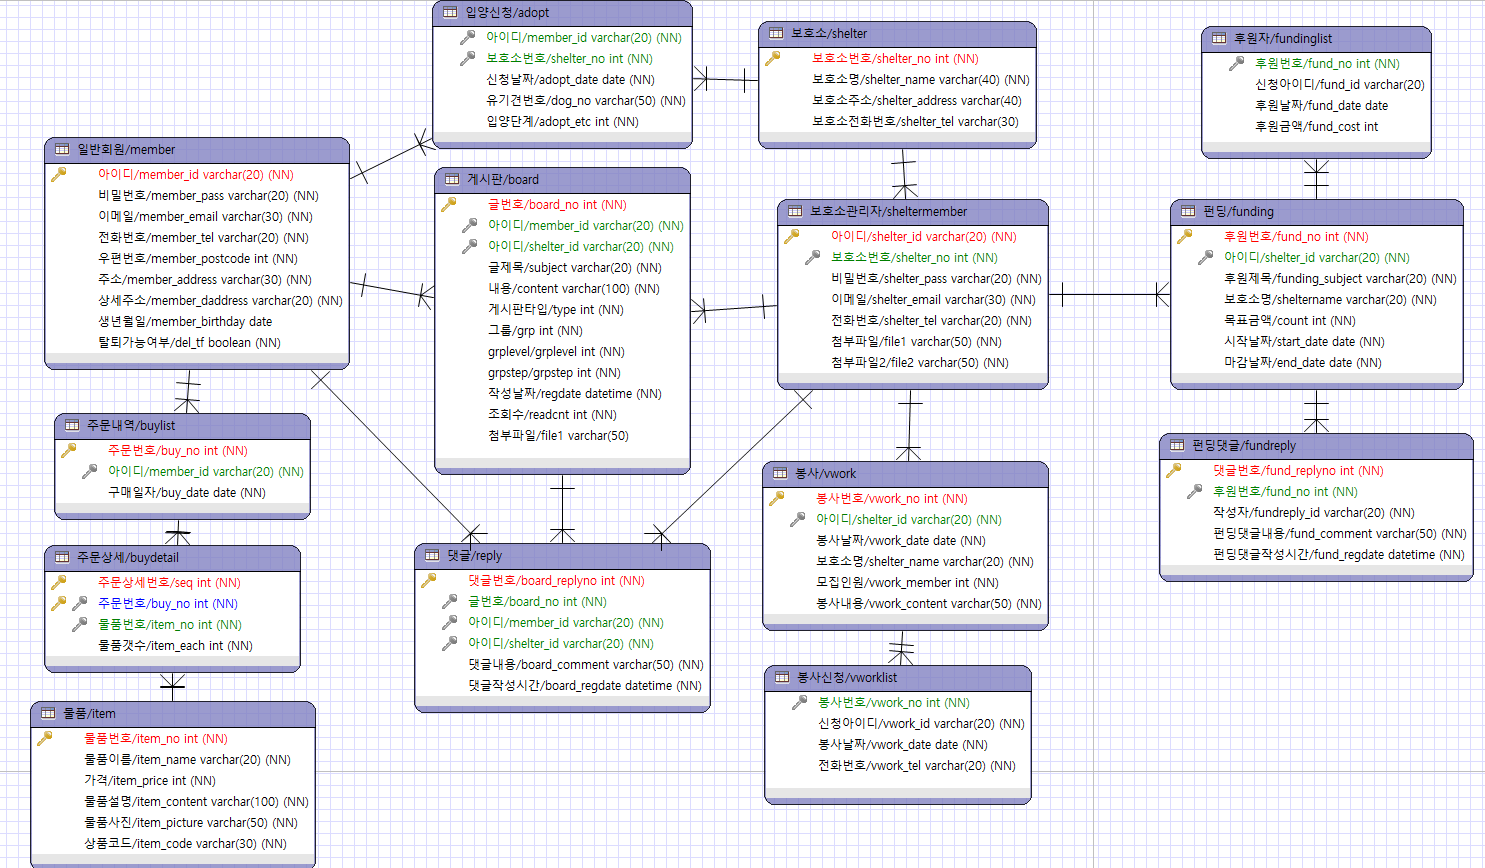 입양신청/adopt
아이디/member_id varchar(20) (NN)
보호소번호/shelter_no int (NN)
신청날짜/adopt_date date (NN)
유기견번호/dog_no varchar(50) (NN)
입양단계/adopt_etc int (NN)
보호소/shelter
보호소번호/shelter_no int (NN)
보호소명/shelter_name varchar(40) (NN)
보호소주소/shelter_address varchar(40)
보호소전화번호/shelter_tel varchar(30)
후원자/fundinglist
후원번호/fund_no int (NN)
신청아이디/fund_id varchar(20)
후원날짜/fund_date date
후원금액/fund_cost int
일반회원/member
아이디/member_id varchar(20) (NN)
비밀번호/member_pass varchar(20) (NN)
이메일/member_email varchar(30) (NN)
전화번호/member_tel varchar(20) (NN)
우편번호/member_postcode int (NN)
주소/member_address varchar(30) (NN)
상세주소/member_daddress varchar(20) (NN)
생년월일/member_birthday date
탈퇴가능여부/del_tf boolean (NN)
게시판/board
글번호/board_no int (NN)
아이디/member_id varchar(20) (NN)
아이디/shelter_id varchar(20) (NN)
글제목/subject varchar(20) (NN)
내용/content varchar(100) (NN)
게시판타입/type int (NN)
그룹/grp int (NN)
grplevel/grplevel int (NN)
grpstep/grpstep int (NN)
작성날짜/regdate datetime (NN)
조회수/readcnt int (NN)
첨부파일/file1 varchar(50)
보호소관리자/sheltermember
아이디/shelter_id varchar(20) (NN)
보호소번호/shelter_no int (NN)
비밀번호/shelter_pass varchar(20) (NN)
이메일/shelter_email varchar(30) (NN)
전화번호/shelter_tel varchar(20) (NN)
첨부파일/file1 varchar(50) (NN)
첨부파일2/file2 varchar(50) (NN)
펀딩/funding
후원번호/fund_no int (NN)
아이디/shelter_id varchar(20) (NN)
후원제목/funding_subject varchar(20) (NN)
보호소명/sheltername varchar(20) (NN)
목표금액/count int (NN)
시작날짜/start_date date (NN)
마감날짜/end_date date (NN)
주문내역/buylist
주문번호/buy_no int (NN)
아이디/member_id varchar(20) (NN)
구매일자/buy_date date (NN)
주문상세/buydetail
주문상세번호/seq int (NN)
주문번호/buy_no int (NN)
물품번호/item_no int (NN)
물품갯수/item_each int (NN)
물품/item
물품번호/item_no int (NN)
물품이름/item_name varchar(20) (NN)
가격/item_price int (NN)
물품설명/item_content varchar(100) (NN)
물품사진/item_picture varchar(50) (NN)
상품코드/item_code varchar(30) (NN)
댓글/reply
댓글번호/board_replyno int (NN)
글번호/board_no int (NN)
아이디/member_id varchar(20) (NN)
아이디/shelter_id varchar(20) (NN)
댓글내용/board_comment varchar(50) (NN)
댓글작성시간/board_regdate datetime (NN)
봉사/vwork
봉사번호/vwork_no int (NN)
아이디/shelter_id varchar(20) (NN)
봉사날짜/vwork_date date (NN)
보호소명/shelter_name varchar(20) (NN)
모집인원/vwork_member int (NN)
봉사내용/vwork_content varchar(50) (NN)
봉사신청/vworklist
봉사번호/vwork_no int (NN)
신청아이디/vwork_id varchar(20) (NN)
봉사날짜/vwork_date date (NN)
전화번호/vwork_tel varchar(20) (NN)
펀딩댓글/fundreply
댓글번호/fund_replyno int (NN)
후원번호/fund_no int (NN)
작성자/fundreply_id varchar(20) (NN)
펀딩댓글내용/fund_comment varchar(50) (NN)
펀딩댓글작성시간/fund_regdate datetime (NN)